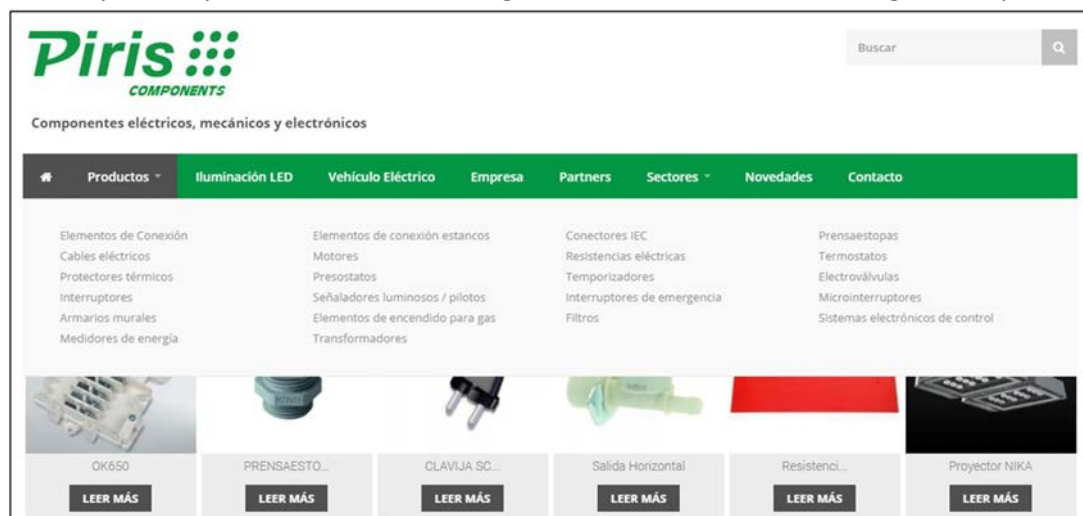 Piris
COMPONENTS
Buscar
Componentes eléctricos, mecánicos y electrónicos
Productos Iluminación LED Vehículo Eléctrico Empresa Partners Sectores Novedades Contacto
Elementos de Conexión Elementos de conexión estancos Conectores IEC Prensaestopas
Cables eléctricos Motores Resistencias eléctricas Termostatos
Protectores térmicos Presostatos Temporizadores Electroválvulas
Interruptores Señaladores luminosos / pilotos Interruptores de emergencia Microinterruptores
Armarios murales Elementos de encendido para gas Filtros Sistemas electrónicos de control
Medidores de energía Transformadores
OK650 PRENSAESTO... CLAVIJA SC... Salida Horizontal Resistenci... Proyector NIKA
LEER MÁS LEER MÁS LEER MÁS LEER MÁS LEER MÁS LEER MÁS